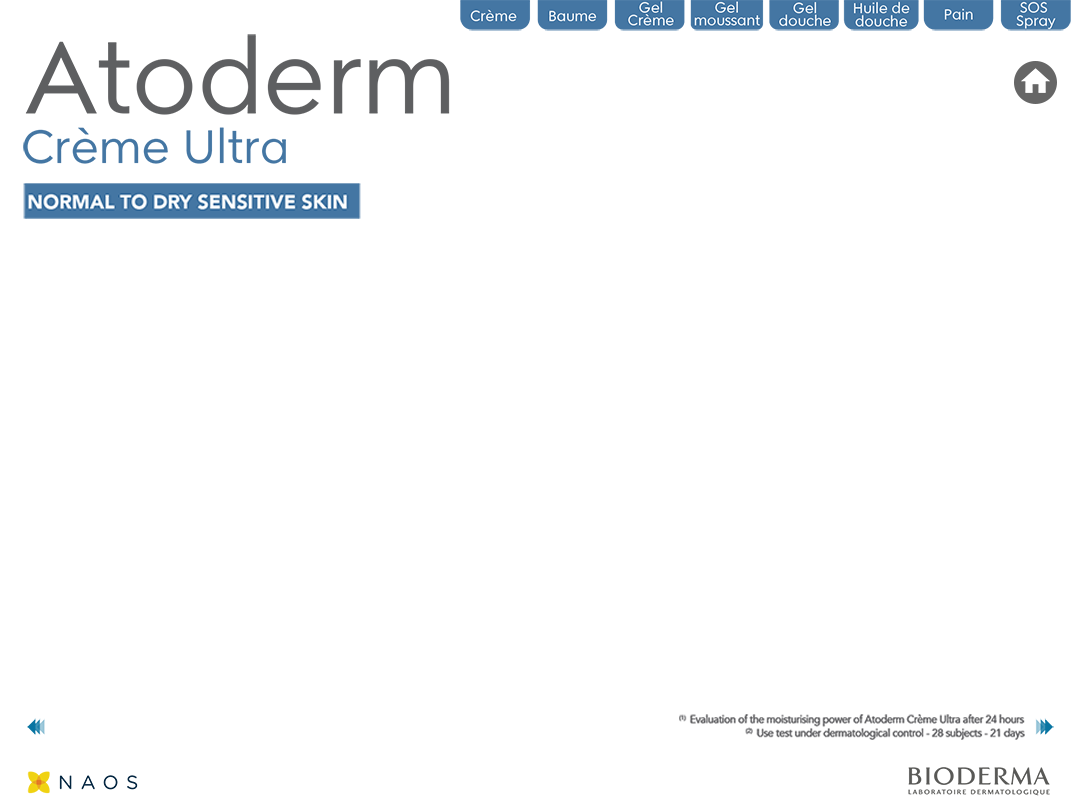 Crème
Baume
Gel
Crème
Gel
moussant
Gel
douche
Huile de
douche
Pain
SOS
Spray
Atoderm
Crème Ultra
NORMAL TO DRY SENSITIVE SKIN
(1) Evaluation of the moisturising power of Atoderm Crème Ultra after 24 hours
(2) Use test under dermatological control - 28 subjects - 21 days
NAOS
BIODERMA
LABORATOIRE DERMATOLOGIQUE